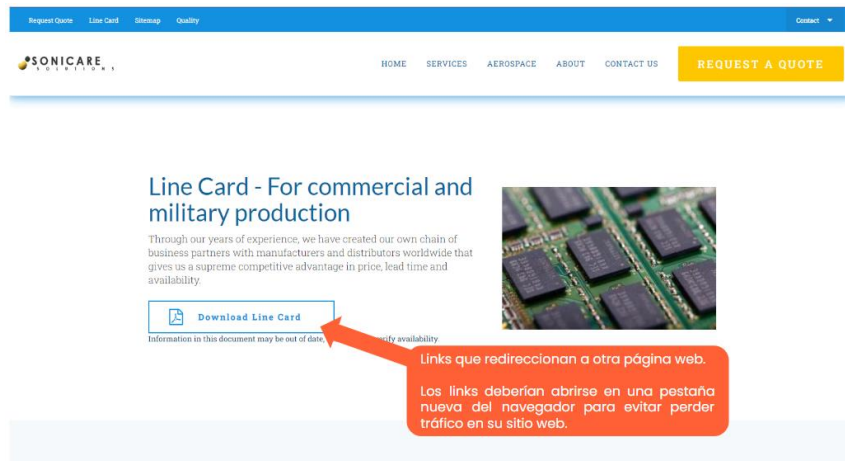 Request Quote Line Card Sitemap Quality Contact
SONICARE
SOLUTIONS
HOME SERVICES AEROSPACE ABOUT CONTACT US REQUEST A QUOTE
Line Card - For commercial and
military production
Through our years of experience, we have created our own chain of
business partners with manufacturers and distributors worldwide that
gives us a supreme competitive advantage in price, lead time and
availability.
Download Line Card
Information in this document may be out of date, availability
Links que redireccionan a otra página web.
Los links deberían abrirse en una pestaña
nueva del navegador para evitar perder
tráfico en su sitio web.